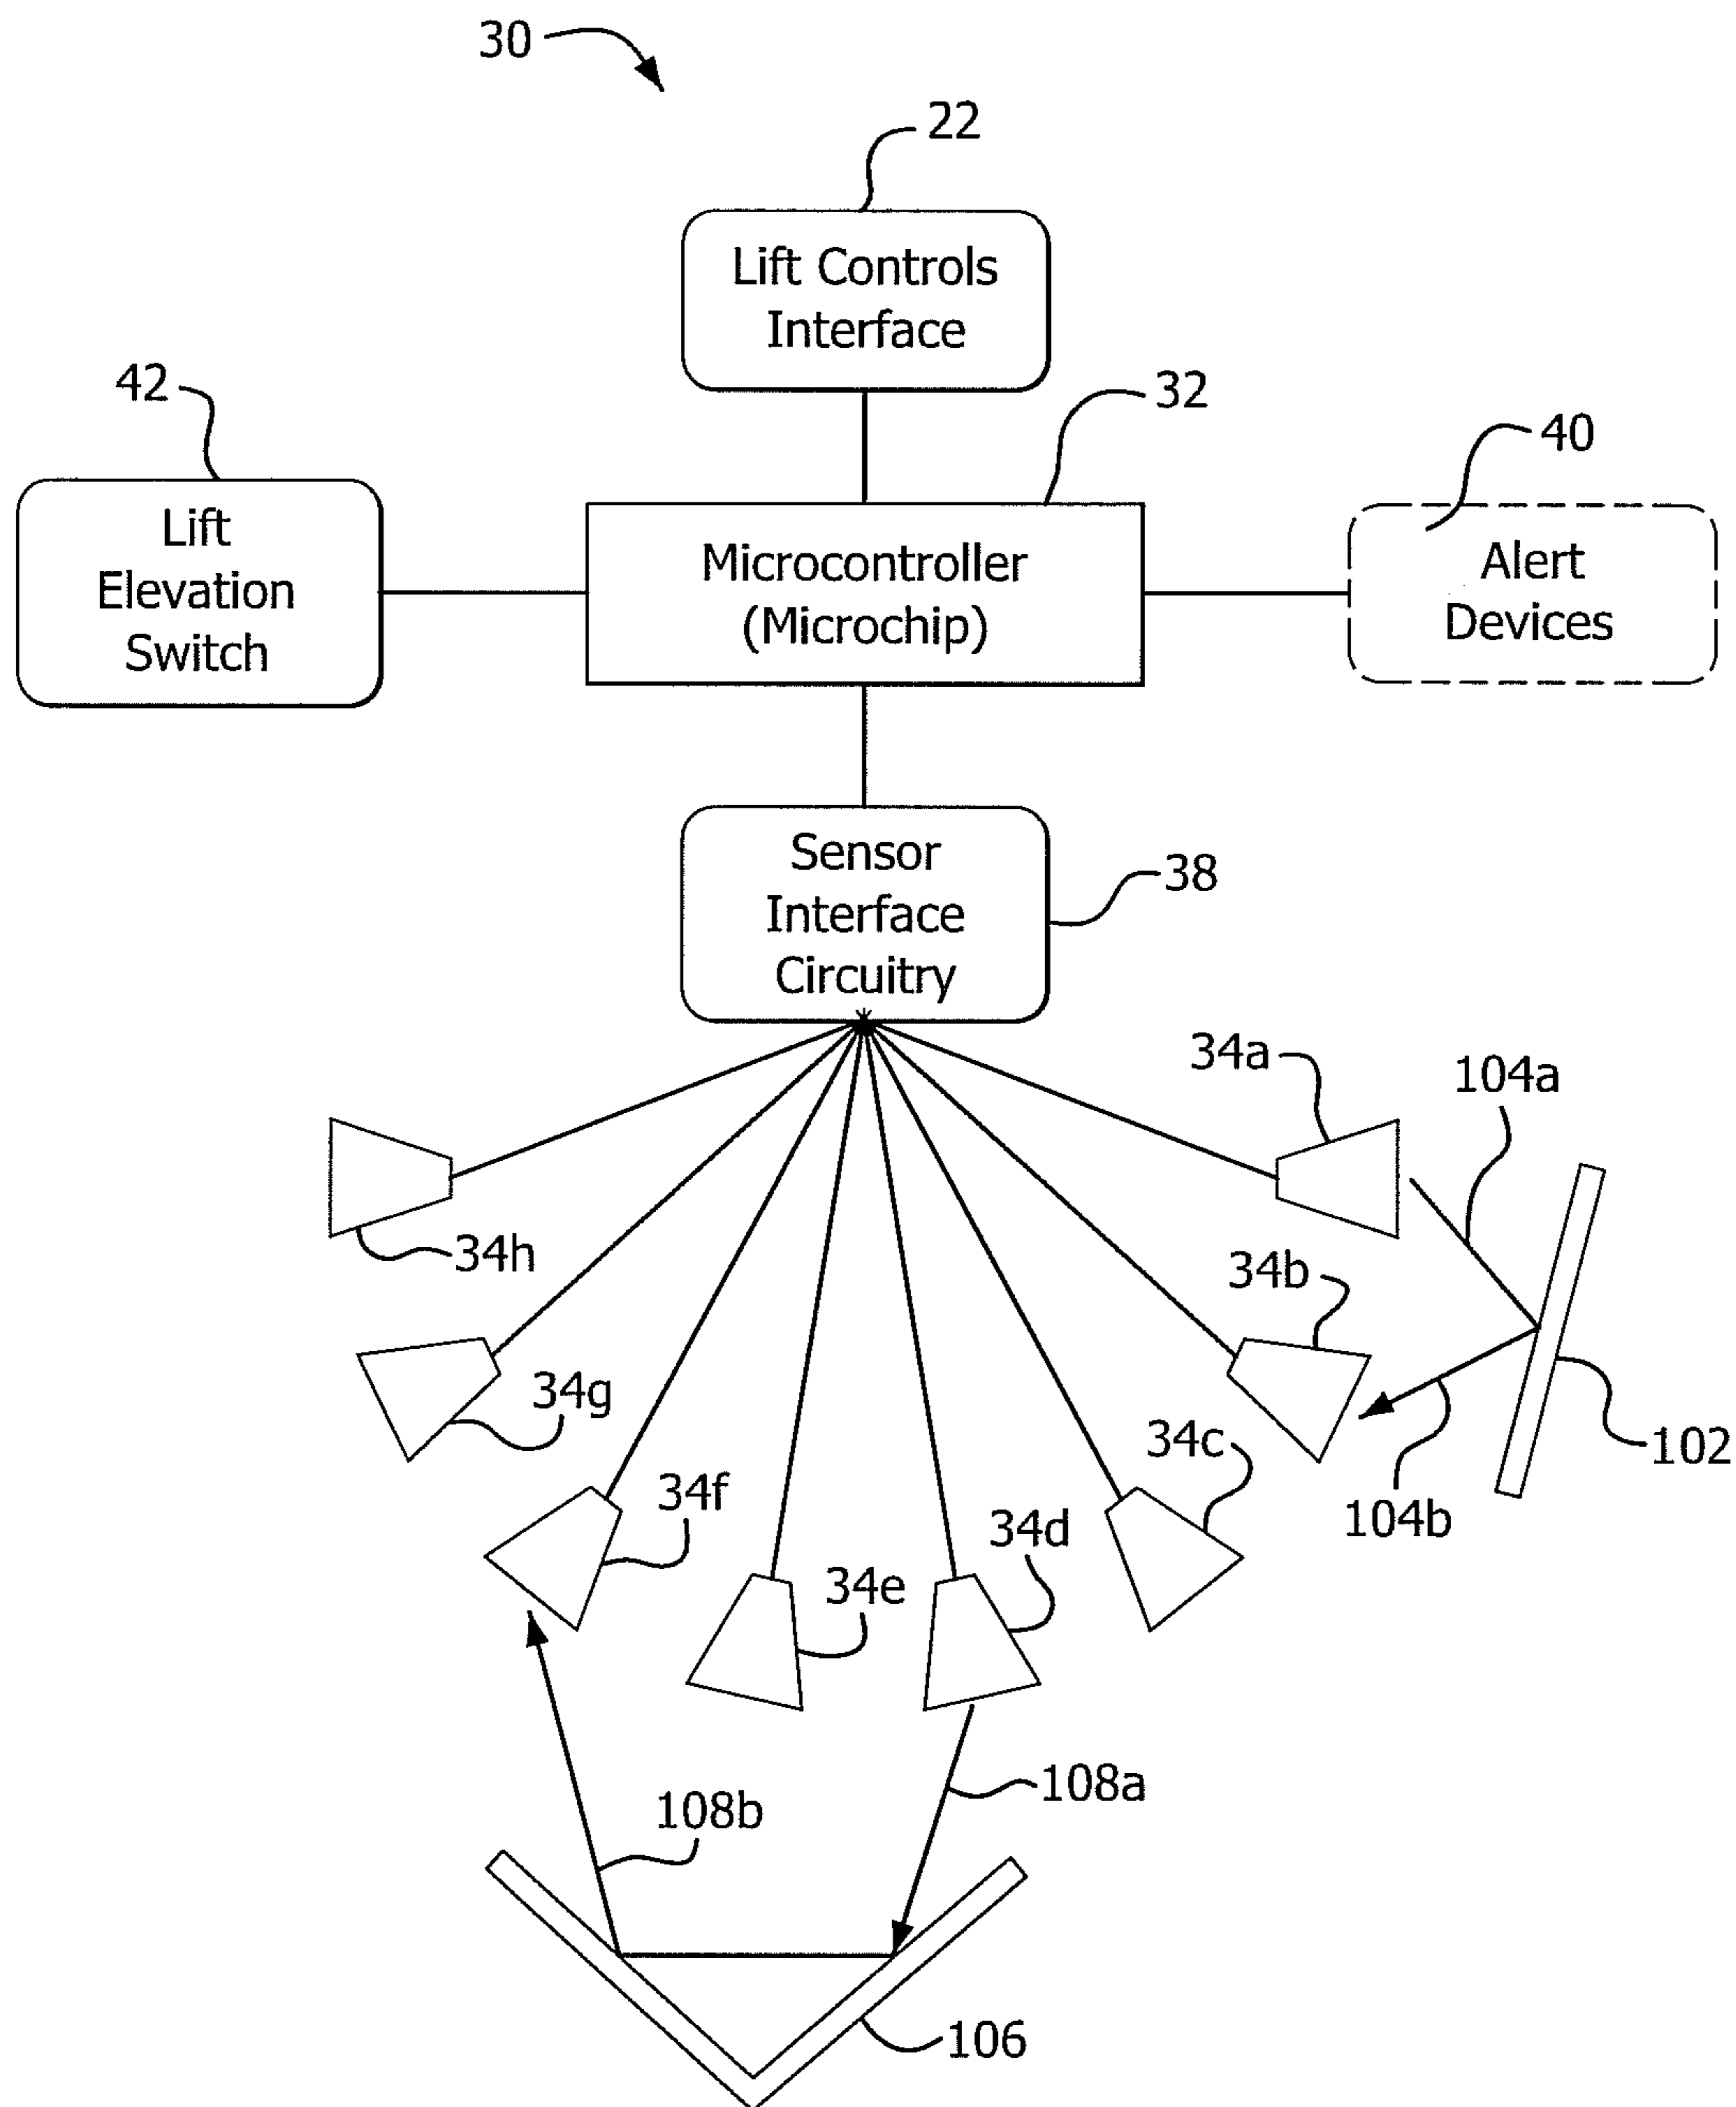 30
22
Lift Controls
Interface
42
32
40
Lift
Elevation
Switch
Microcontroller
(Microchip)
Alert
Devices
Sensor
Interface
Circuitry
38
34a
104a
34h
34b
34g
34c
102
34f
104b
34d
34e
108a
108b
106